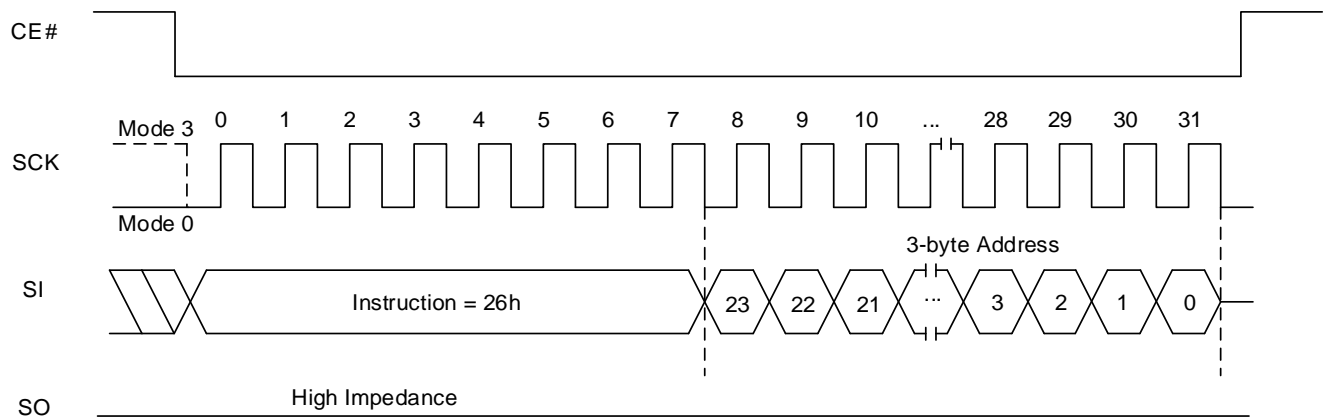 CE#
Mode 3
0 1 2 3 4 5 6 7 8 9 10 ... 28 29 30 31
SCK
Mode 0
3-byte Address
SI
Instruction = 26h
23 22 21 ... 3 2 1 0
High Impedance
SO